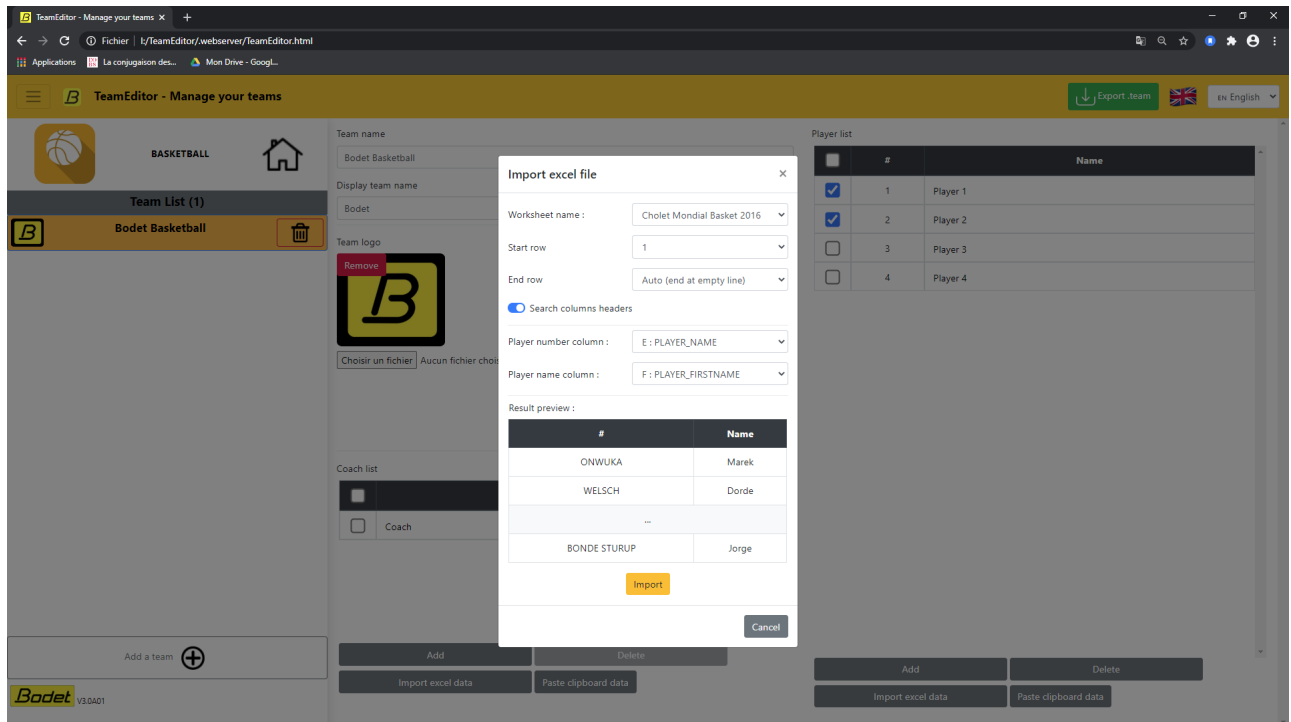 TeamEditor - Manage your teams
Fichier | I:/TeamEditor/.webserver/TeamEditor.html
Applications La conjugaison des... Mon Drive - Googl...
B TeamEditor - Manage your teams Export .team EN English
BASKETBALL
Team List (1)
B Bodet Basketball
Add a team
Bodet V3.0A01
Team name
Bodet Basketball
Display team name
Bodet
Team logo
Remove
B
Choisir un fichier Aucun fichier choi
Coach list
Coach
Add Delete
Import excel data Paste clipboard data
Import excel file ×
Worksheet name : Cholet Mondial Basket 2016
Start row 1
End row Auto (end at empty line)
Search columns headers
Player number column : E : PLAYER_NAME
Player name column : F : PLAYER_FIRSTNAME
Result preview :
# Name
ONWUKA Marek
WELSCH Dorde
...
BONDE STURUP Jorge
Import
Cancel
Player list
# Name
1 Player 1
2 Player 2
3 Player 3
4 Player 4
Add Delete
Import excel data Paste clipboard data